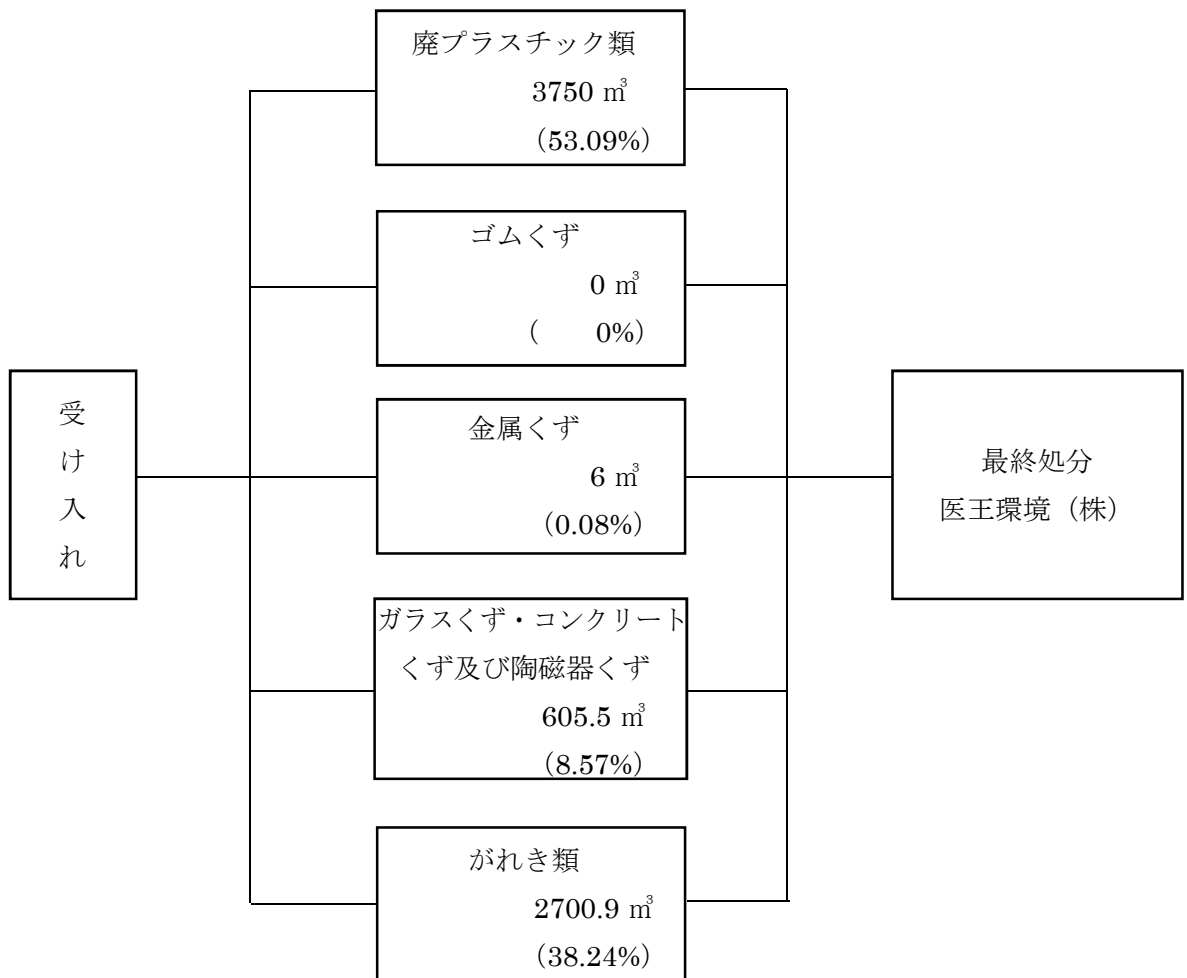 廃プラスチック類
3750 ㎥
（53.09%）
ゴムくず
0 ㎥
（　　0%）
受け入れ
金属くず
6 ㎥
（0.08%）
最終処分
医王環境（株）
ガラスくず・コンクリート
くず及び陶磁器くず
605.5 ㎥
（8.57%）
がれき類
2700.9 ㎥
（38.24%）